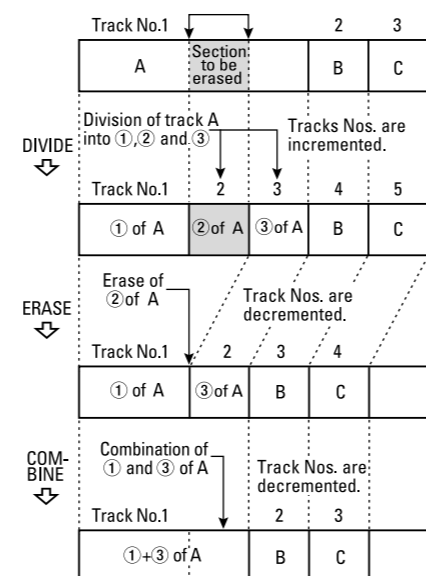 Track No.1 2 3
A
Section
to be
erased
B C
DIVIDE
Division of track A
into ①,② and ③
Tracks Nos. are
incremented.
Track No.1 2 3 4 5
① of A ②of A ③of A B C
ERASE
Erase of
②of A
Track Nos. are
decremented.
Track No.1 2 3 4
① of A ③of A B C
COM-
BINE
Combination of
① and ③ of A
Track Nos. are
decremented.
Track No.1 2 3
①+③ of A B C